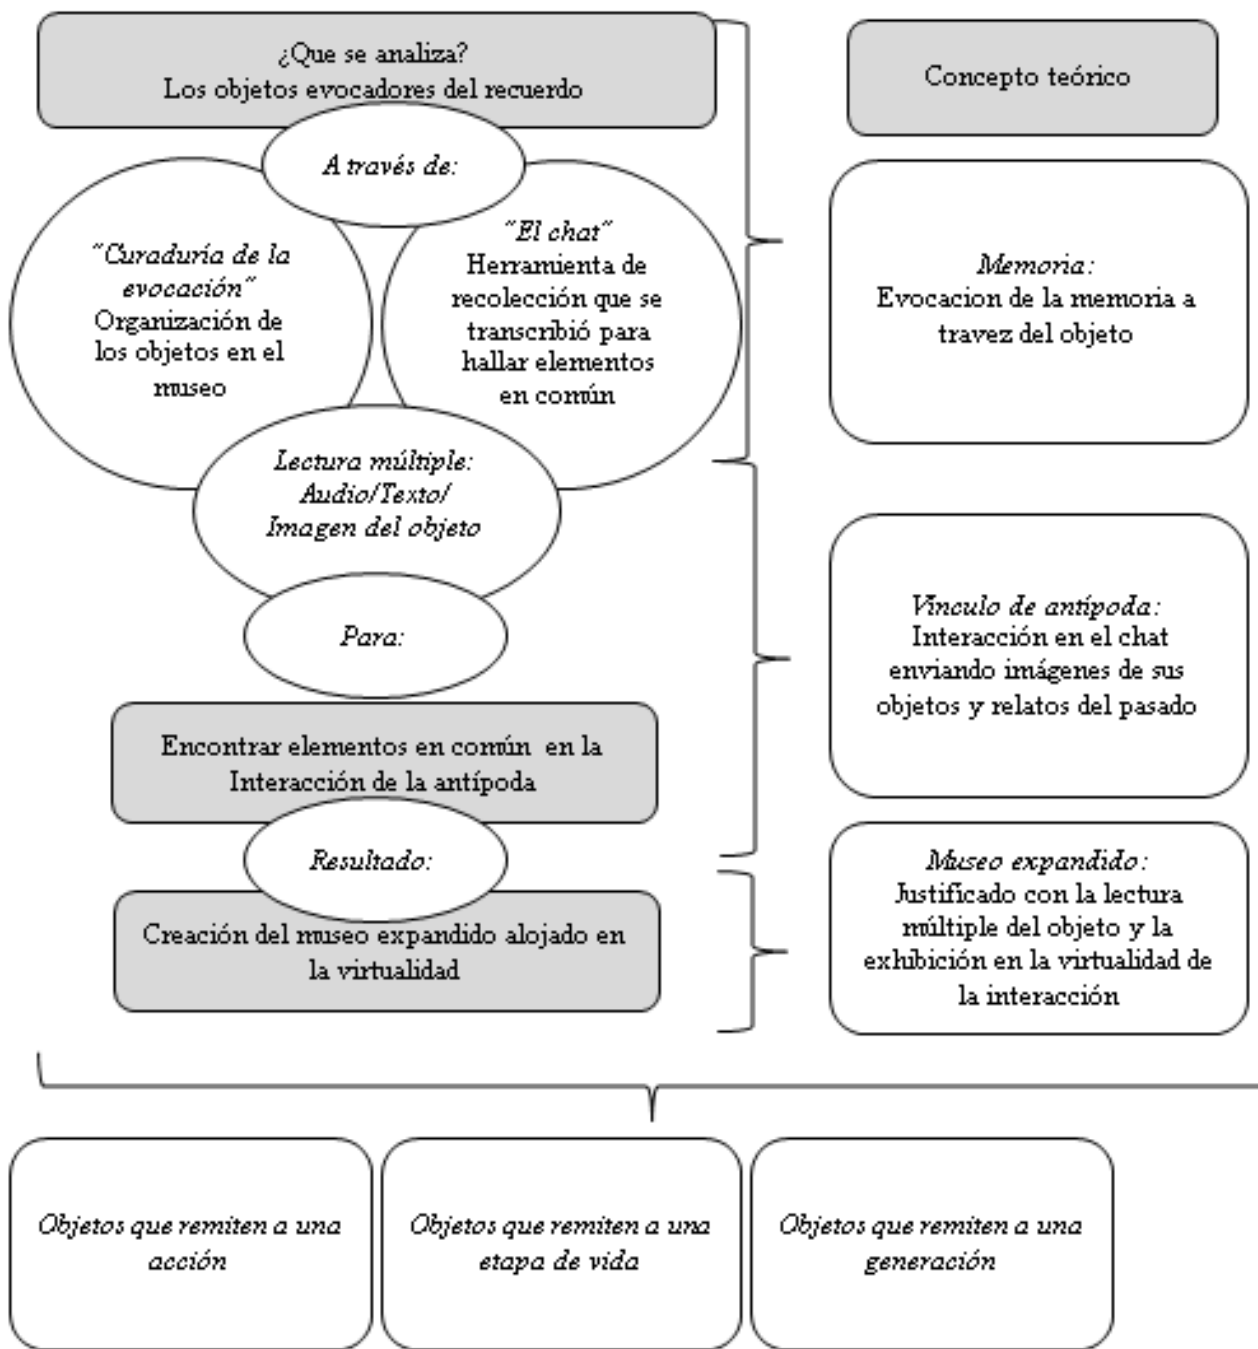 ¿Que se analiza?
Los objetos evocadores del recuerdo
Concepto teórico
A través de:
"Curaduría de la
evocación"
Organización de
los objetos en el
museo
"El chat"
Herramienta de
recolección que se
transcribió para
hallar elementos
en común
Memoria:
Evocacion de la memoria a
travez del objeto
Lectura múltiple:
Audio/Texto/
Imagen del objeto
Para:
Vinculo de antípoda:
Interacción en el chat
enviando imágenes de sus
objetos y relatos del pasado
Encontrar elementos en común en la
Interacción de la antípoda
Resultado:
Creación del museo expandido alojado en
la virtualidad
Museo expandido:
Justificado con la lectura
múltiple del objeto y la
exhibición en la virtualidad de
la interacción
Objetos que remiten a una
acción
Objetos que remiten a una
etapa de vida
Objetos que remiten a una
generación